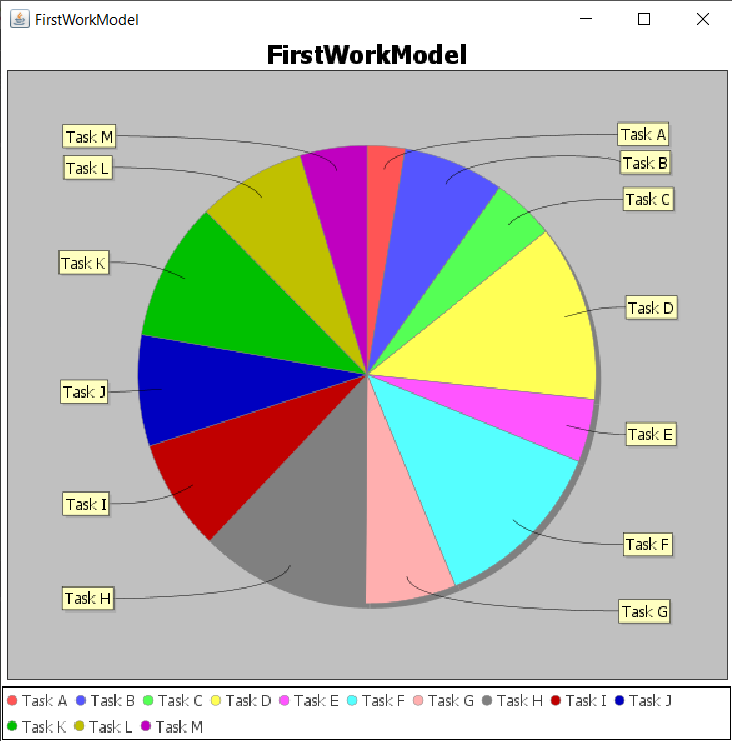 FirstWorkModel
FirstWorkModel
Task M
Task A
Task L
Task B
Task C
Task K
Task D
Task J
Task E
Task I
Task F
Task H
Task G
Task A Task B Task C Task D Task E Task F Task G Task H Task I Task J
Task K Task L Task M